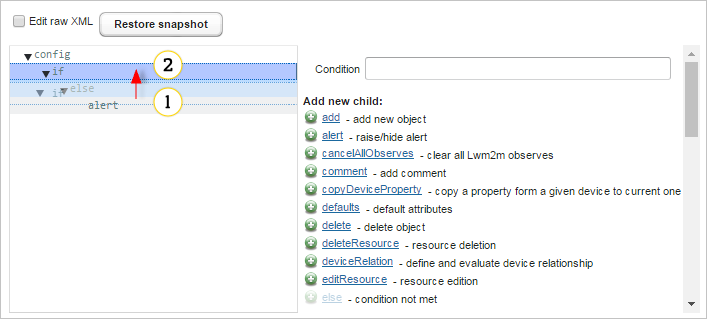 Edit raw XML Restore snapshot
config
if
2
else
if
1
alert
Condition
Add new child:
add - add new object
alert - raise/hide alert
cancelAllObserves - clear all Lwm2m observes
comment - add comment
copyDeviceProperty - copy a property form a given device to current one
defaults - default attributes
delete - delete object
deleteResource - resource deletion
deviceRelation - define and evaluate device relationship
editResource - resource edition
else - condition not met